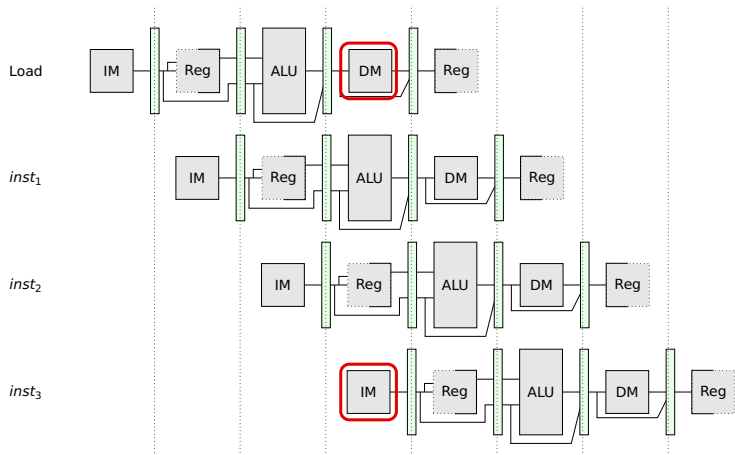 Load IM Reg ALU DM Reg
inst₁ IM Reg ALU DM Reg
inst₂ IM Reg ALU DM Reg
inst₃ IM Reg ALU DM Reg